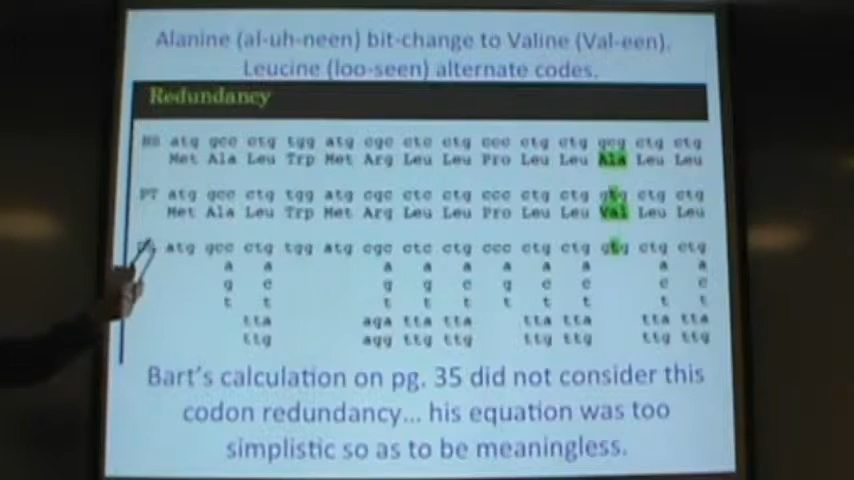 Alanine (al-uh-neen) bit-change to Valine (Val-een).
Leucine (loo-seen) alternate codes.
Redundancy
HS atg gcc ctg tgg atg cgc ctc ctg ccc ctg ctg gcg ctg ctg
Met Ala Leu Trp Met Arg Leu Leu Pro Leu Leu Ala Leu Leu
PT atg gcc ctg tgg atg cgc ctc ctg ccc ctg ctg gtg ctg ctg
Met Ala Leu Trp Met Arg Leu Leu Pro Leu Leu Val Leu Leu
atg gcc ctg tgg atg cgc ctc ctg ccc ctg ctg gtg ctg ctg
a a a a a a a a a a
g c g g c g c c c c
t t t t t t t t t t
tta aga tta tta tta tta tta tta
ttg agg ttg ttg ttg ttg ttg ttg
Bart's calculation on pg. 35 did not consider this
codon redundancy... his equation was too
simplistic so as to be meaningless.